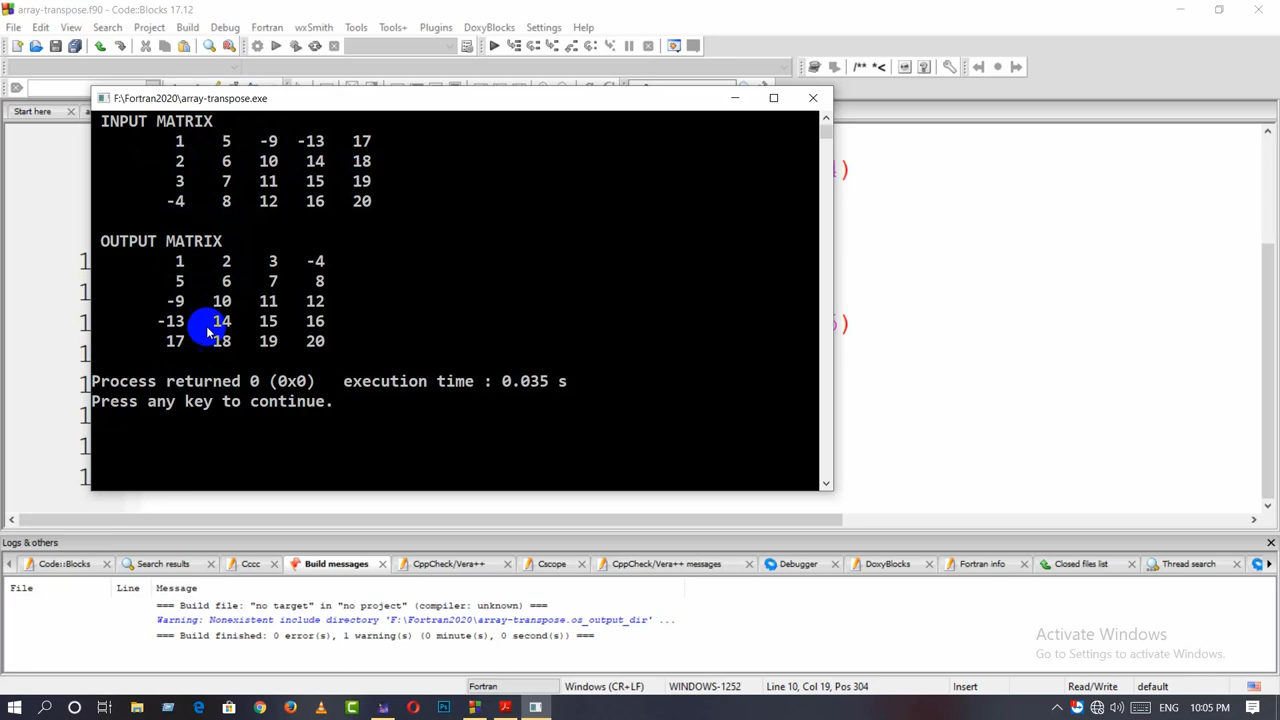 array-transpose.f90 - Code::Blocks 17.12
File Edit View Search Project Build Debug Fortran wxSmith Tools Tools+ Plugins DoxyBlocks Settings Help
/** *<
Start here
F:\Fortran2020\array-transpose.exe
INPUT MATRIX
1 5 -9 -13 17
2 6 10 14 18
3 7 11 15 19
-4 8 12 16 20
OUTPUT MATRIX
1 2 3 -4
5 6 7 8
-9 10 11 12
-13 14 15 16
17 18 19 20
Process returned 0 (0x0) execution time : 0.035 s
Press any key to continue.
Logs & others
Code::Blocks Search results Cccc Build messages CppCheck/Vera++ Cscope CppCheck/Vera++ messages Debugger DoxyBlocks Fortran info Closed files list Thread search
File Line Message
=== Build file: "no target" in "no project" (compiler: unknown) ===
Warning: Nonexistent include directory 'F:\Fortran2020\array-transpose.os_output_dir' ...
=== Build finished: 0 error(s), 1 warning(s) (0 minute(s), 0 second(s)) ===
Activate Windows
Go to Settings to activate Windows.
Fortran Windows (CR+LF) WINDOWS-1252 Line 10, Col 19, Pos 304 Insert Read/Write default
ENG 10:05 PM